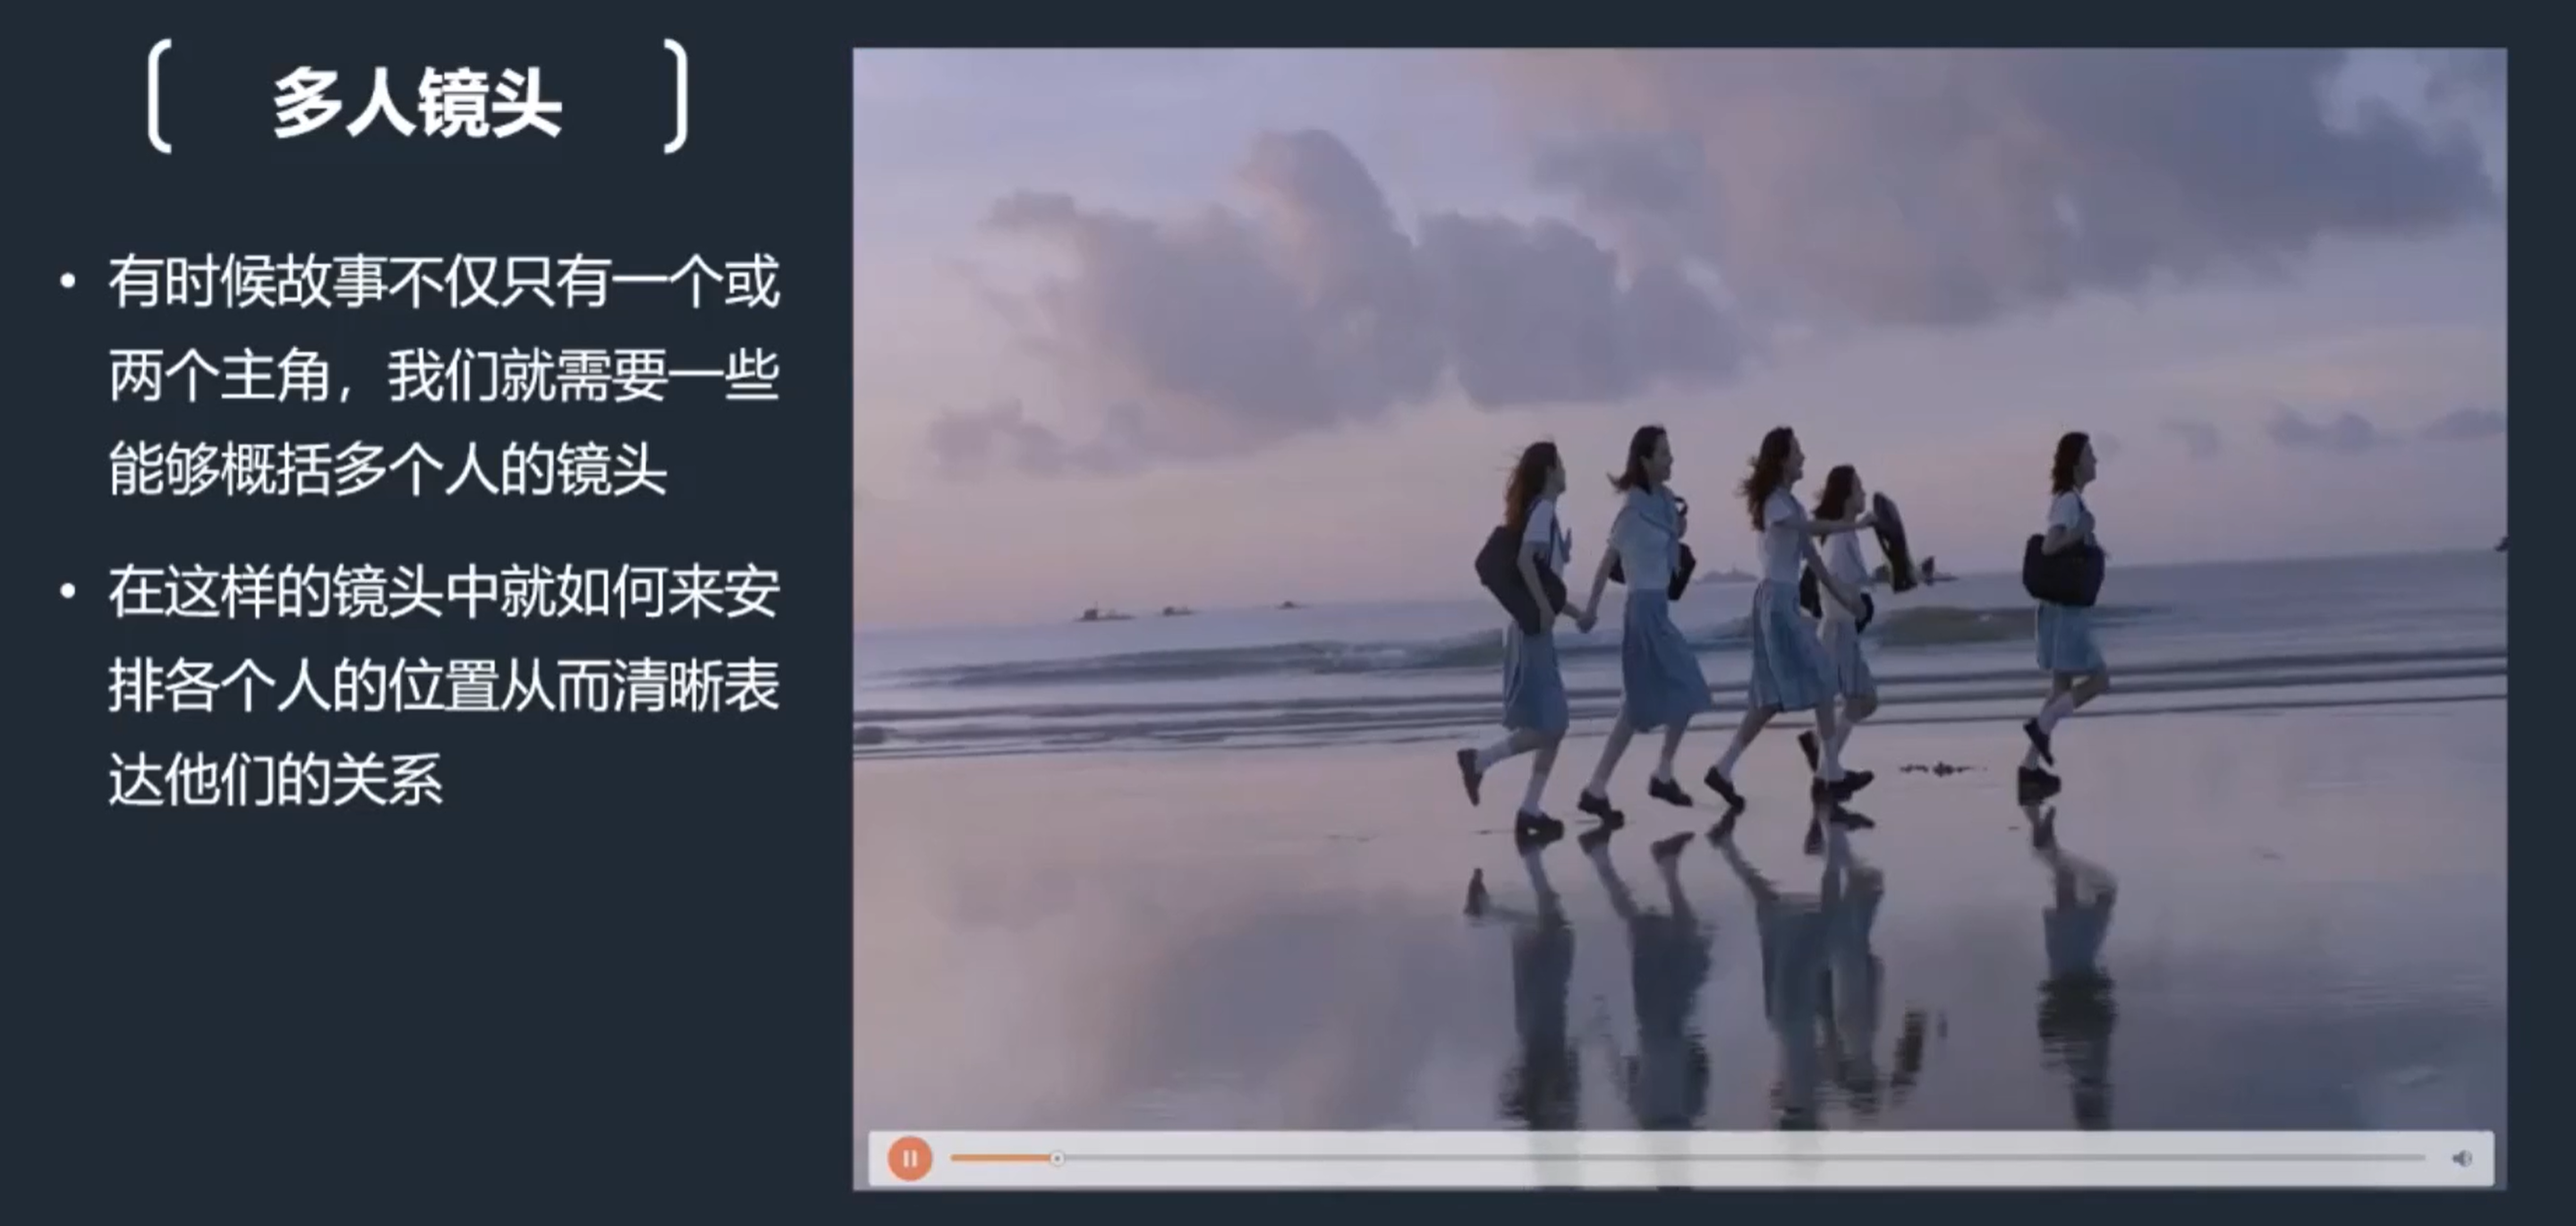 多人镜头
有时候故事不仅只有一个或
两个主角，我们就需要一些
能够概括多个人的镜头
在这样的镜头中就如何来安
排各个人的位置从而清晰表
达他们的关系